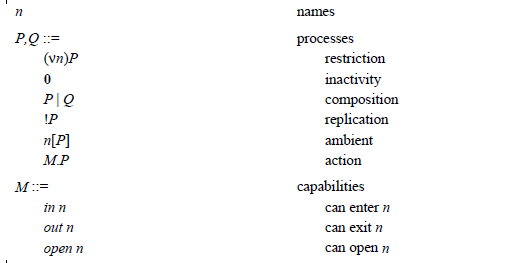 n names
P,Q ::= processes
(νn)P restriction
0 inactivity
P | Q composition
!P replication
n[P] ambient
M.P action
M ::= capabilities
in n can enter n
out n can exit n
open n can open n